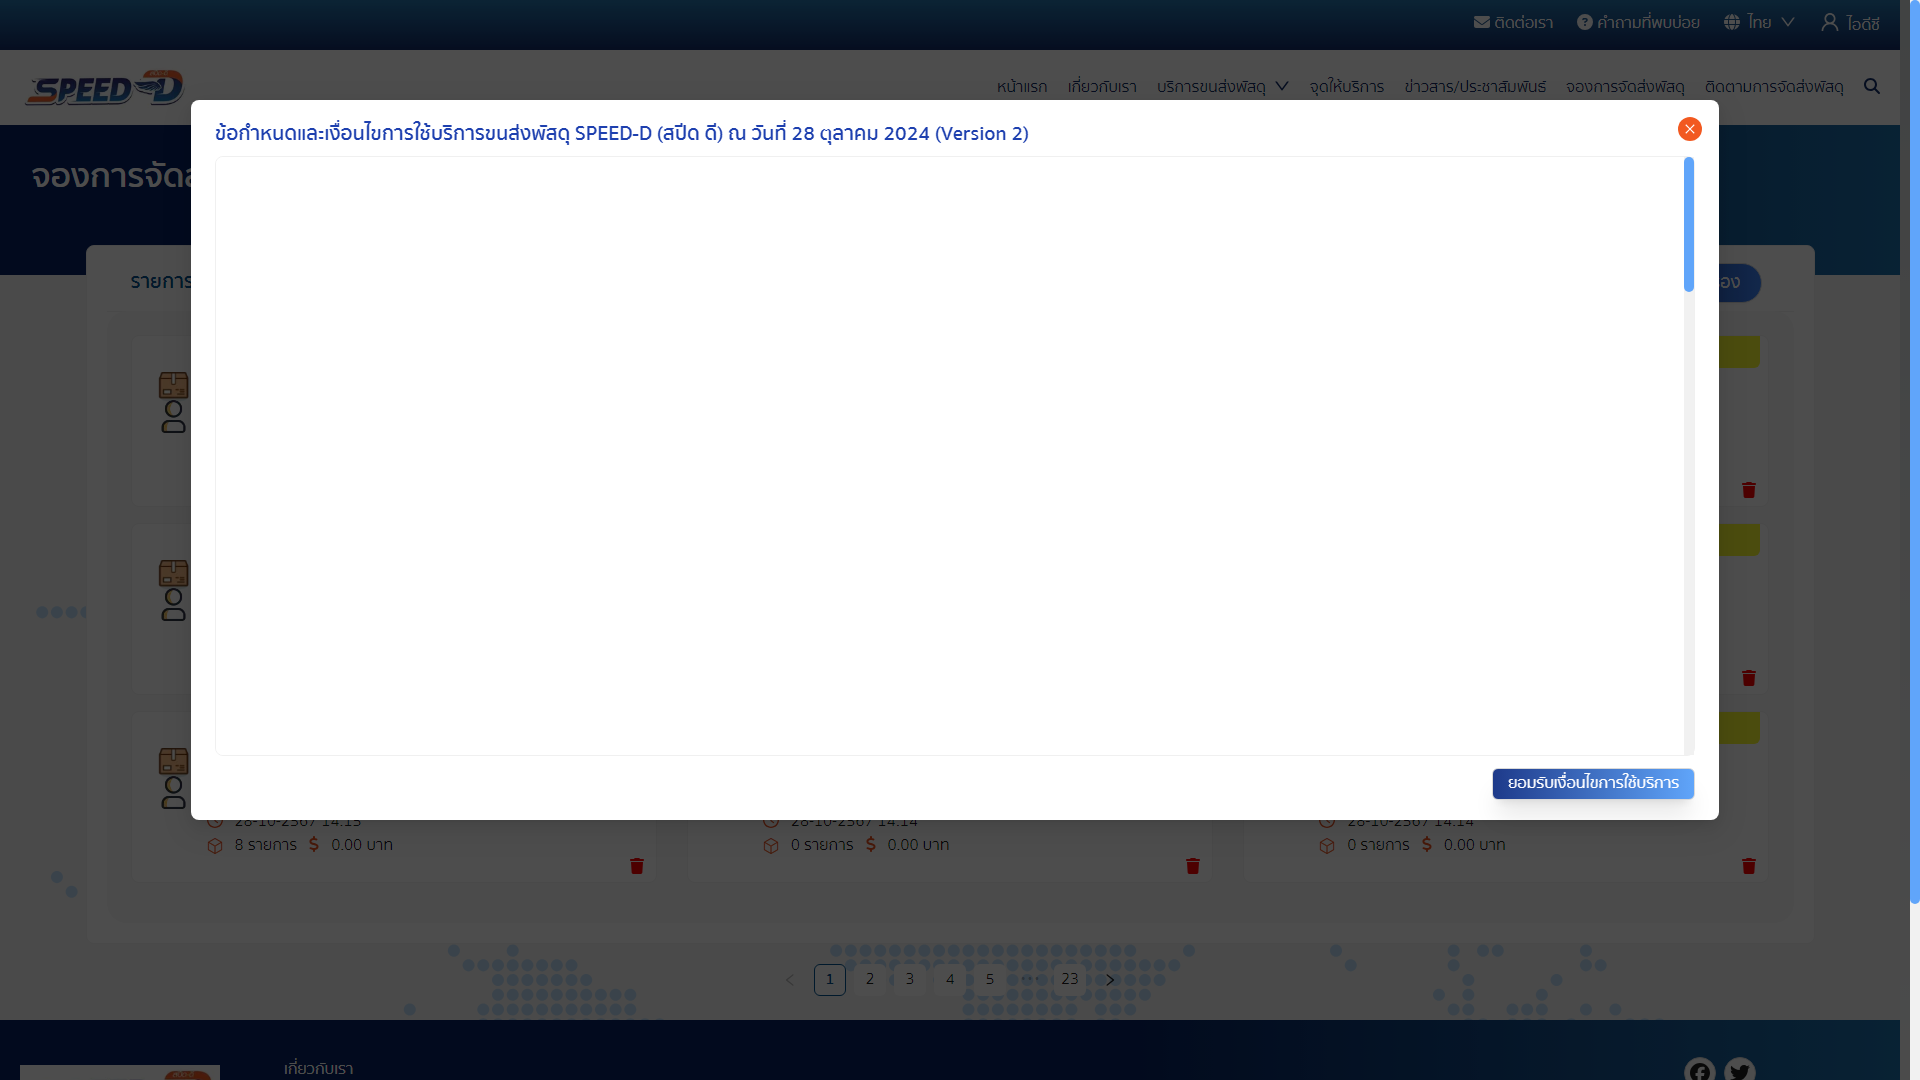 ติดต่อเรา คำถามที่พบบ่อย ไทย ไอดีซี
SPEED-D
หน้าแรก เกี่ยวกับเรา บริการขนส่งพัสดุ จุดให้บริการ ข่าวสาร/ประชาสัมพันธ์ จองการจัดส่งพัสดุ ติดตามการจัดส่งพัสดุ
ข้อกำหนดและเงื่อนไขการใช้บริการขนส่งพัสดุ SPEED-D (สปีด ดี) ณ วันที่ 28 ตุลาคม 2024 (Version 2)
จองการจัดส
รายการ
อง
ยอมรับเงื่อนไขการใช้บริการ
28-10-2567 14:15 28-10-2567 14:14 28-10-2567 14:14
8 รายการ $ 0.00 บาท 0 รายการ $ 0.00 บาท 0 รายการ $ 0.00 บาท
< 1 2 3 4 5 ••• 23 >
เกี่ยวกับเรา